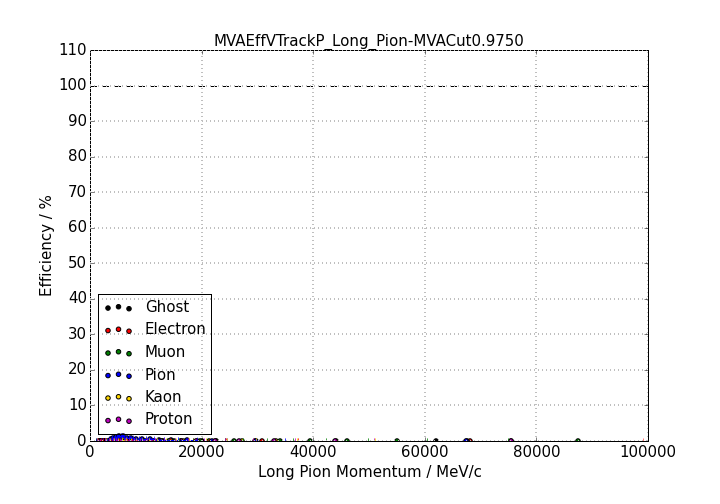 MVAEffVTrackP_Long_Pion-MVACut0.9750
110
100
90
80
70
60
50
40
30
20
10
0
Efficiency / %
Ghost
Electron
Muon
Pion
Kaon
Proton
0 20000 40000 60000 80000 100000
Long Pion Momentum / MeV/c